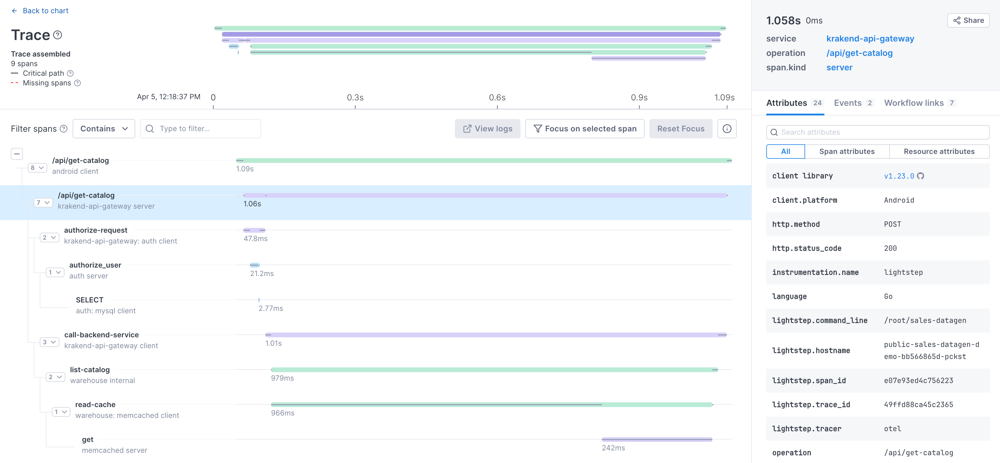 Back to chart
Trace
Trace assembled
9 spans
Critical path
Missing spans
Apr 5, 12:18:37 PM
0
0.3s
0.6s
0.9s
1.09s
Filter spans
Contains
Type to filter...
View logs
Focus on selected span
Reset Focus
8
/api/get-catalog
android client
1.09s
7
/api/get-catalog
krakend-api-gateway server
1.06s
2
authorize-request
krakend-api-gateway: auth client
47.8ms
1
authorize_user
auth server
21.2ms
SELECT
auth: mysql client
2.77ms
3
call-backend-service
krakend-api-gateway client
1.01s
2
list-catalog
warehouse internal
979ms
1
read-cache
warehouse: memcached client
966ms
get
memcached server
242ms
1.058s 0ms
Share
service krakend-api-gateway
operation /api/get-catalog
span.kind server
Attributes 24 Events 2 Workflow links 7
Search attributes
All Span attributes Resource attributes
client library v1.23.0
client.platform Android
http.method POST
http.status_code 200
instrumentation.name lightstep
language Go
lightstep.command_line /root/sales-datagen
lightstep.hostname public-sales-datagen-d
emo-bb566865d-pckst
lightstep.span_id e07e93ed4c756223
lightstep.trace_id 49ffd88ca45c2365
lightstep.tracer otel
operation /api/get-catalog